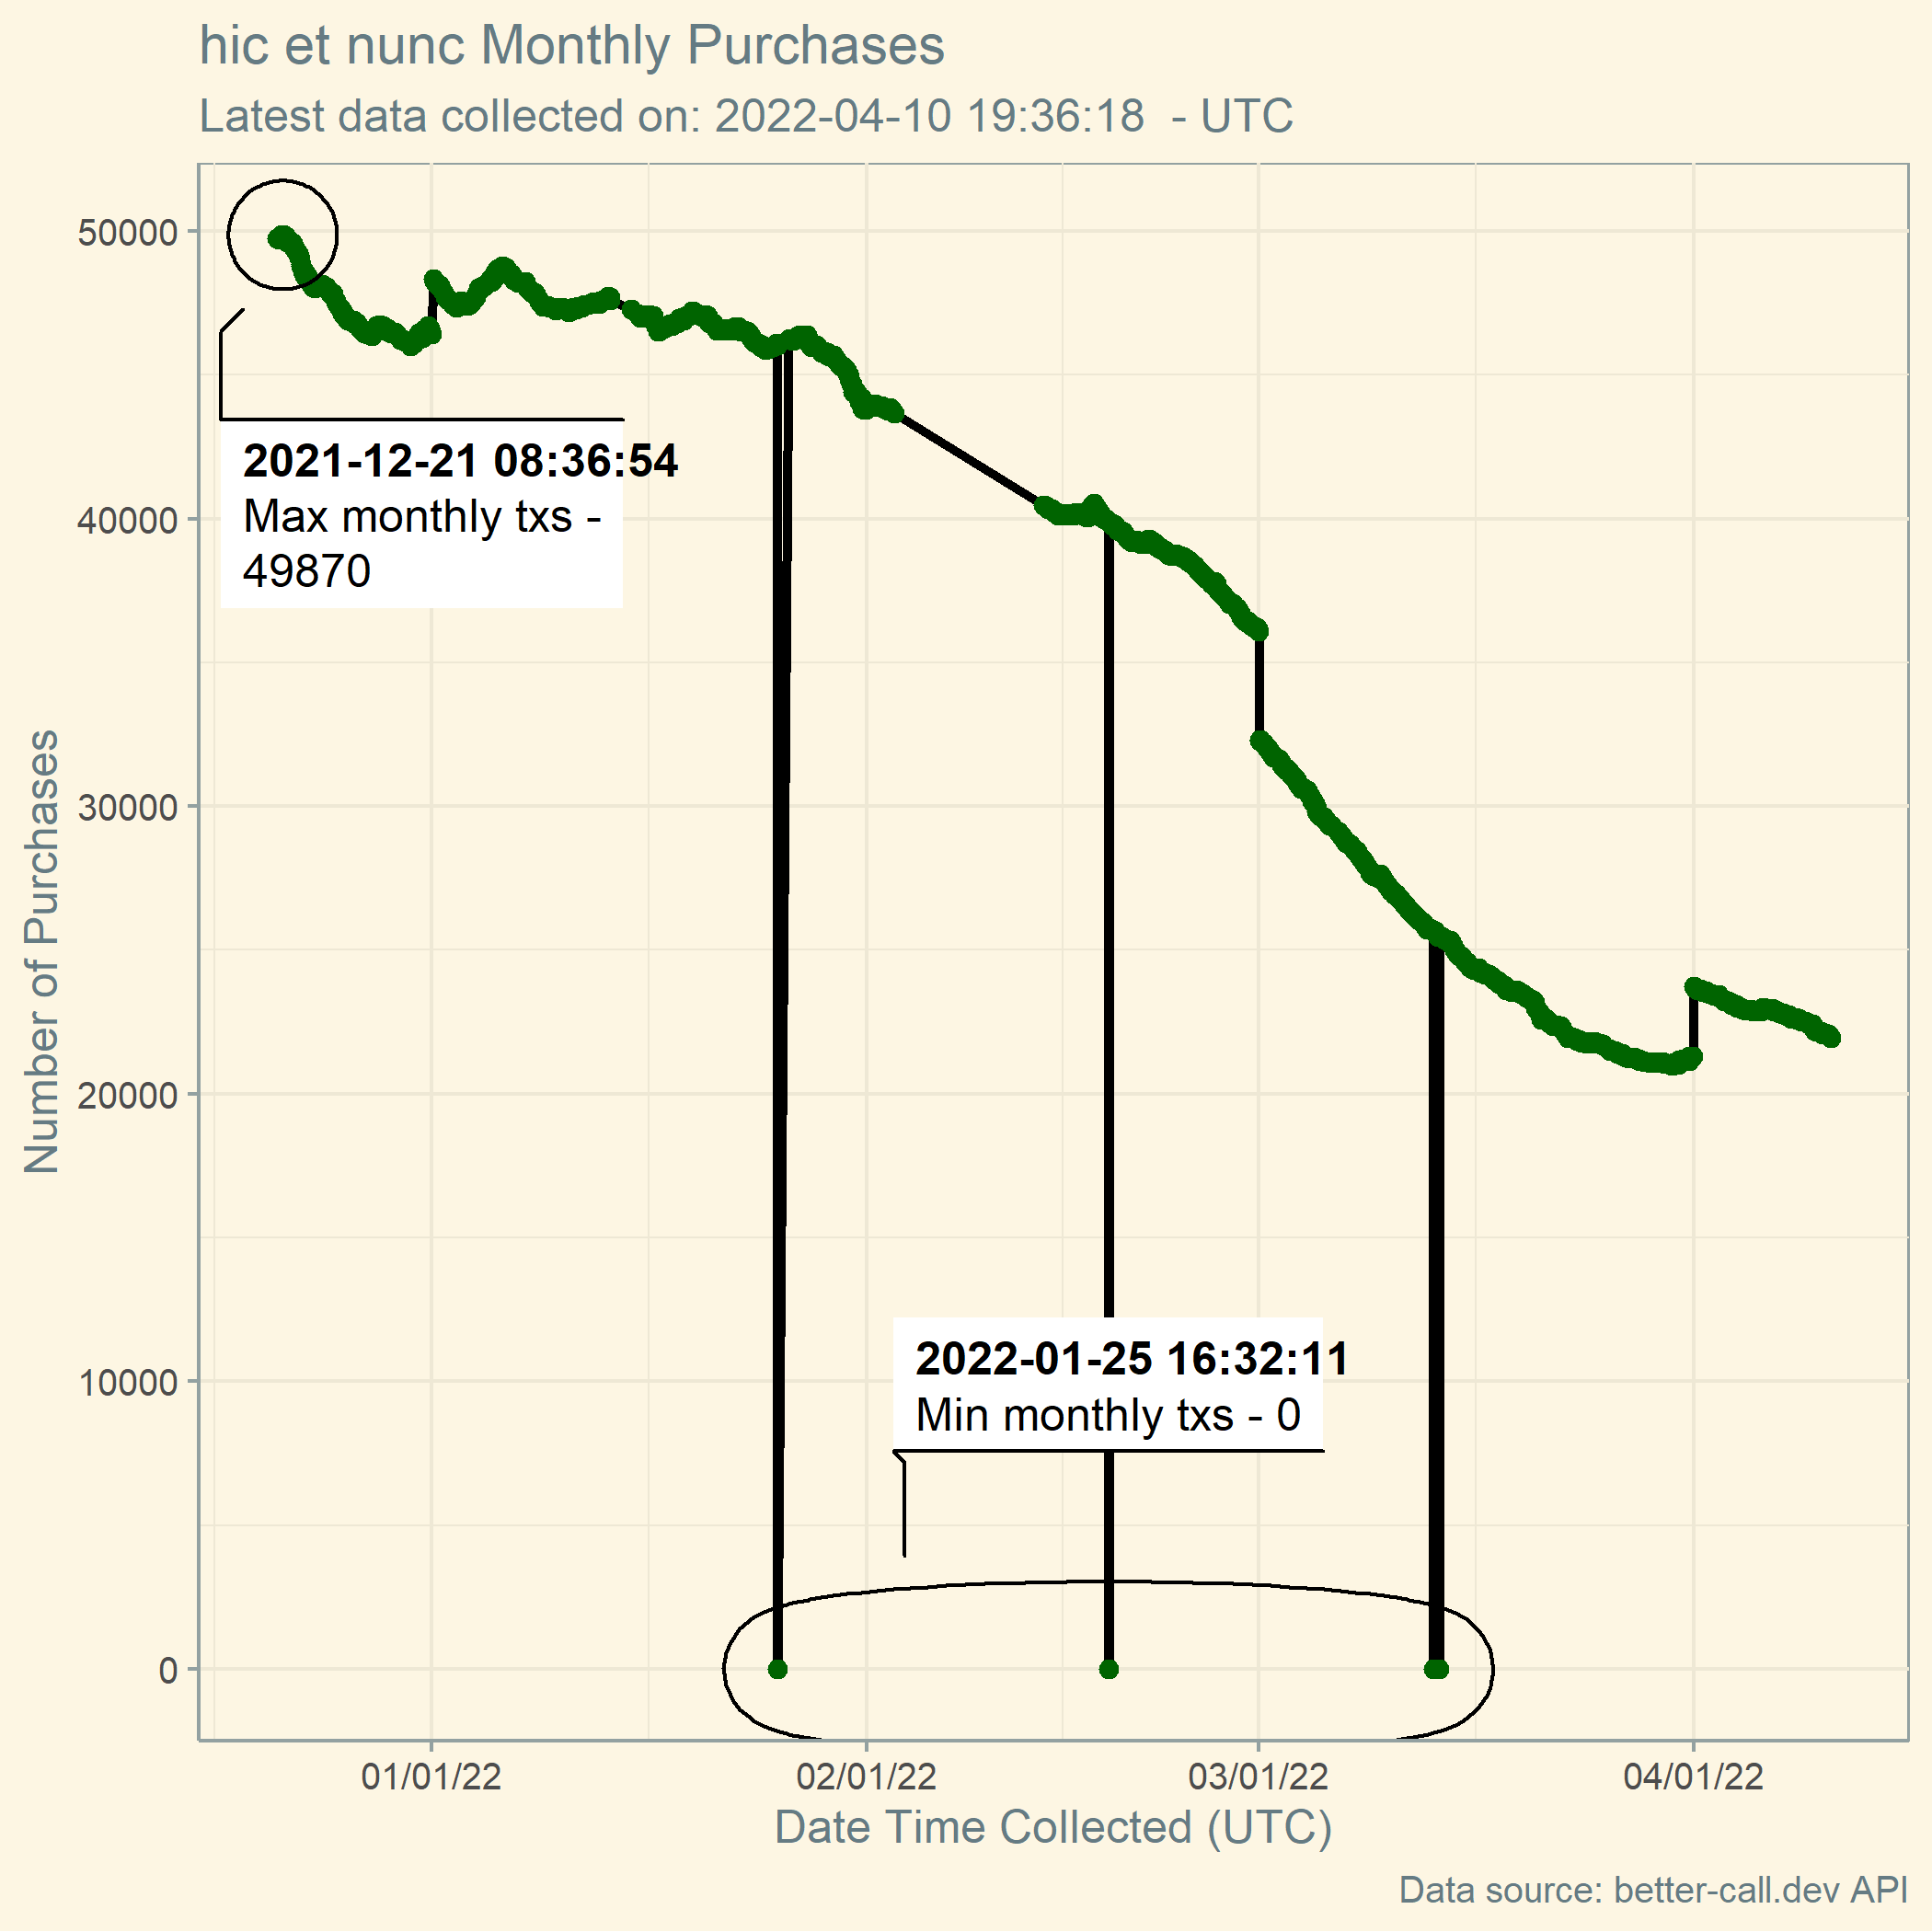 hic et nunc Monthly Purchases
Latest data collected on: 2022-04-10 19:36:18 - UTC
50000
40000
30000
20000
10000
0
Number of Purchases
2021-12-21 08:36:54
Max monthly txs -
49870
2022-01-25 16:32:11
Min monthly txs - 0
01/01/22
02/01/22
03/01/22
04/01/22
Date Time Collected (UTC)
Data source: better-call.dev API